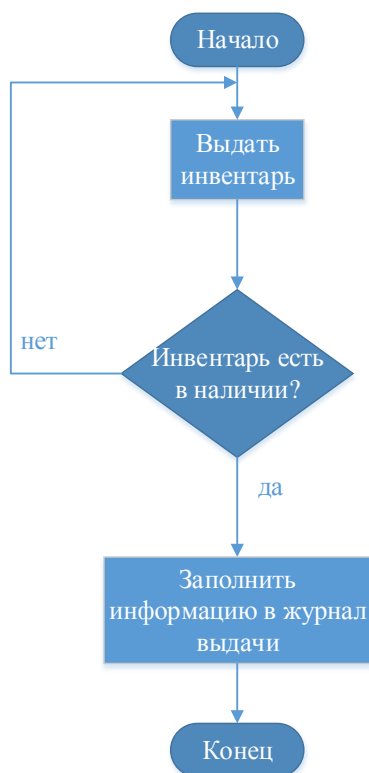 Начало
Выдать
инвентарь
нет
Инвентарь есть
в наличии?
да
Заполнить
информацию в журнал
выдачи
Конец